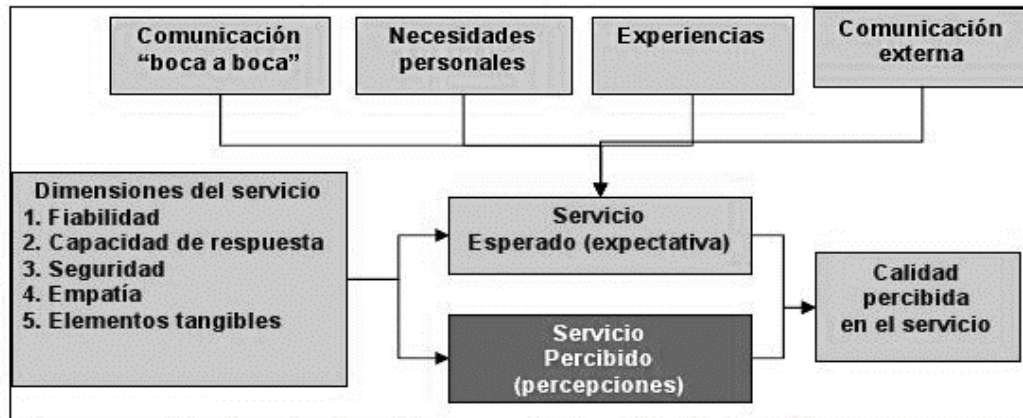 Comunicación
“boca a boca”
Necesidades
personales
Experiencias
Comunicación
externa
Dimensiones del servicio
1. Fiabilidad
2. Capacidad de respuesta
3. Seguridad
4. Empatía
5. Elementos tangibles
Servicio
Esperado (expectativa)
Servicio
Percibido
(percepciones)
Calidad
percibida
en el servicio